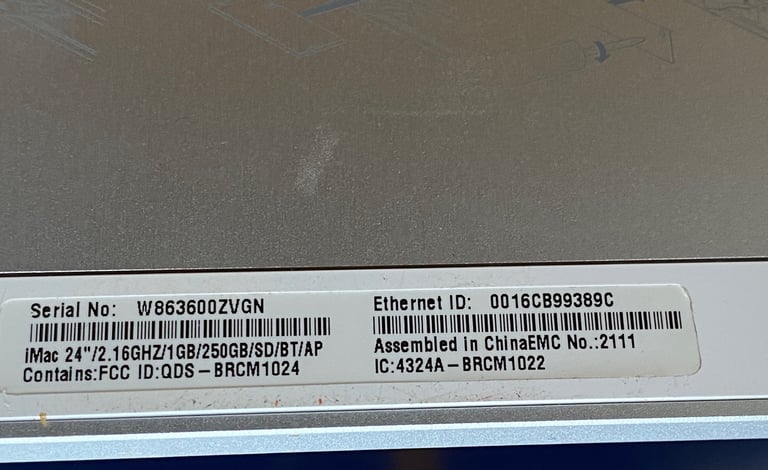 Serial No: W863600ZVGN
iMac 24"/2.16GHZ/1GB/250GB/SD/BT/AP
Contains:FCC ID:QDS-BRCM1024
Ethernet ID: 0016CB99389C
Assembled in ChinaEMC No.:2111
IC:4324A-BRCM1022